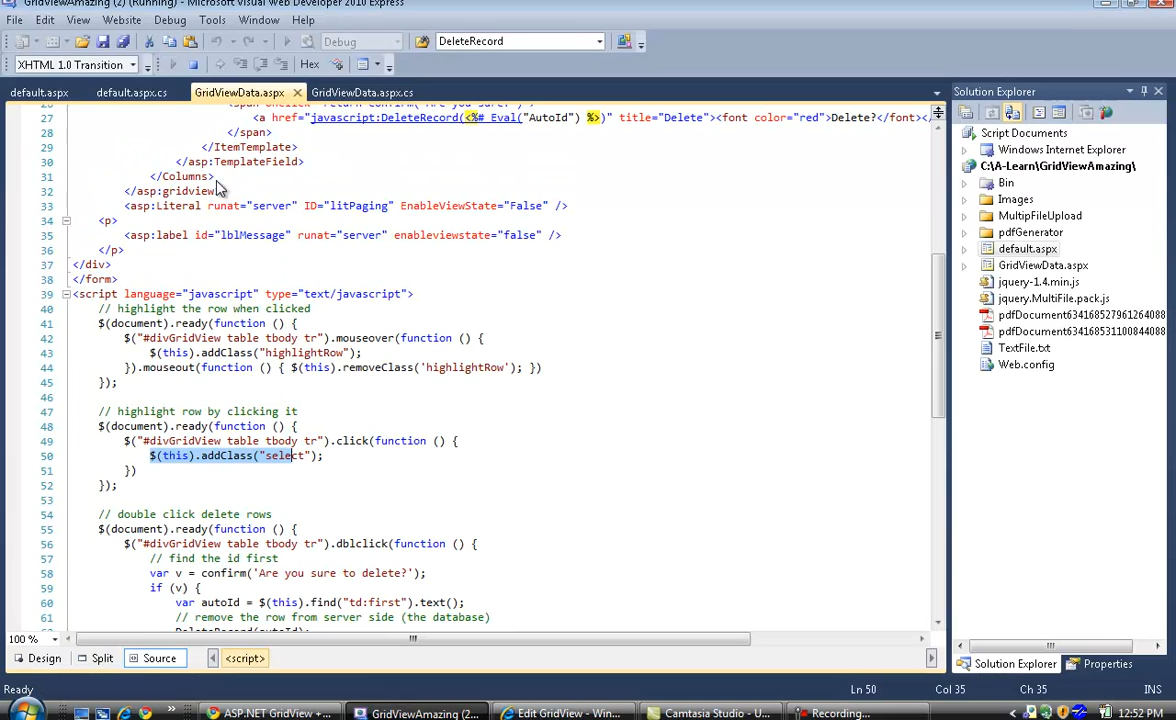 GridViewAmazing (2) (Running) - Microsoft Visual Web Developer 2010 Express
File Edit View Website Debug Tools Window Help
Debug DeleteRecord
XHTML 1.0 Transition Hex
default.aspx default.aspx.cs GridViewData.aspx GridViewData.aspx.cs
27 <a href="javascript:DeleteRecord(<%# Eval("AutoId") %>)" title="Delete"><font color="red">Delete?</font></
28 </span>
29 </ItemTemplate>
30 </asp:TemplateField>
31 </Columns>
32 </asp:gridview
33 <asp:Literal runat="server" ID="litPaging" EnableViewState="False" />
34 <p>
35 <asp:label id="lblMessage" runat="server" enableviewstate="false" />
36 </p>
37 </div>
38 </form>
39 <script language="javascript" type="text/javascript">
40 // highlight the row when clicked
41 $(document).ready(function () {
42 $("#divGridView table tbody tr").mouseover(function () {
43 $(this).addClass("highlightRow");
44 }).mouseout(function () { $(this).removeClass('highlightRow'); })
45 });
46
47 // highlight row by clicking it
48 $(document).ready(function () {
49 $("#divGridView table tbody tr").click(function () {
50 $(this).addClass("select");
51 })
52 });
53
54 // double click delete rows
55 $(document).ready(function () {
56 $("#divGridView table tbody tr").dblclick(function () {
57 // find the id first
58 var v = confirm('Are you sure to delete?');
59 if (v) {
60 var autoId = $(this).find("td:first").text();
61 // remove the row from server side (the database)
DeleteRecord(autoId);
100 %
Design Split Source <script>
Ready Ln 50 Col 35 Ch 35 INS
Solution Explorer
Script Documents
Windows Internet Explorer
C:\A-Learn\GridViewAmazing\
Bin
Images
MultipFileUpload
pdfGenerator
default.aspx
GridViewData.aspx
jquery-1.4.min.js
jquery.MultiFile.pack.js
pdfDocument634168527961264088
pdfDocument634168531100844088
TextFile.txt
Web.config
Solution Explorer Properties
ASP.NET GridView +... GridViewAmazing (2... Edit GridView - Win... Camtasia Studio - U... Recording... 12:52 PM